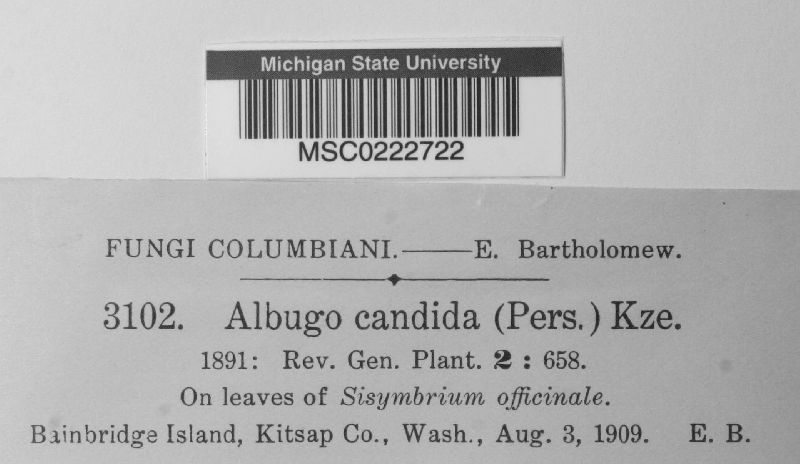 Michigan State University
MSC0222722
FUNGI COLUMBIANI.——E. Bartholomew.
3102. Albugo candida (Pers.) Kze.
1891: Rev. Gen. Plant. 2 : 658.
On leaves of Sisymbrium officinale.
Bainbridge Island, Kitsap Co., Wash., Aug. 3, 1909. E. B.